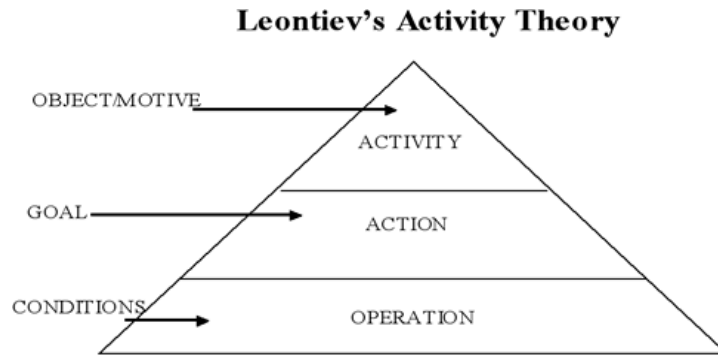 Leontiev's Activity Theory
OBJECT/MOTIVE
ACTIVITY
GOAL
ACTION
CONDITIONS
OPERATION